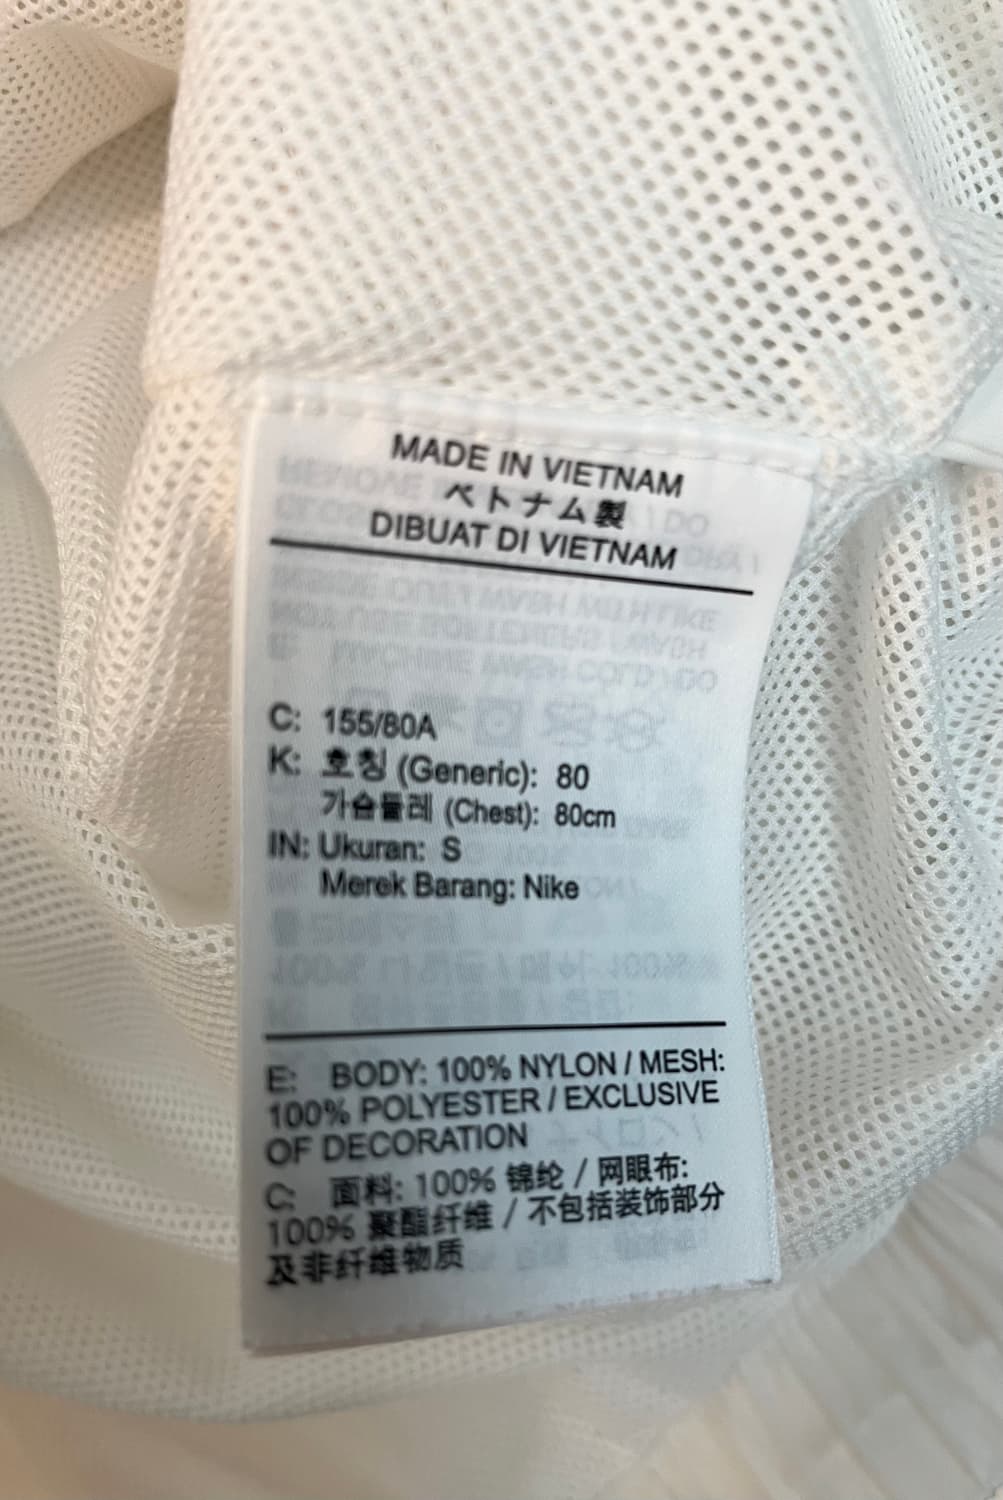 MADE IN VIETNAM
ベトナム製
DIBUAT DI VIETNAM
C: 155/80A
K: 호칭 (Generic): 80
가슴둘레 (Chest): 80cm
IN: Ukuran: S
Merek Barang: Nike
E: BODY: 100% NYLON / MESH:
100% POLYESTER / EXCLUSIVE
OF DECORATION
C: 面料: 100% 锦纶 / 网眼布:
100% 聚酯纤维 / 不包括装饰部分
及非纤维物质